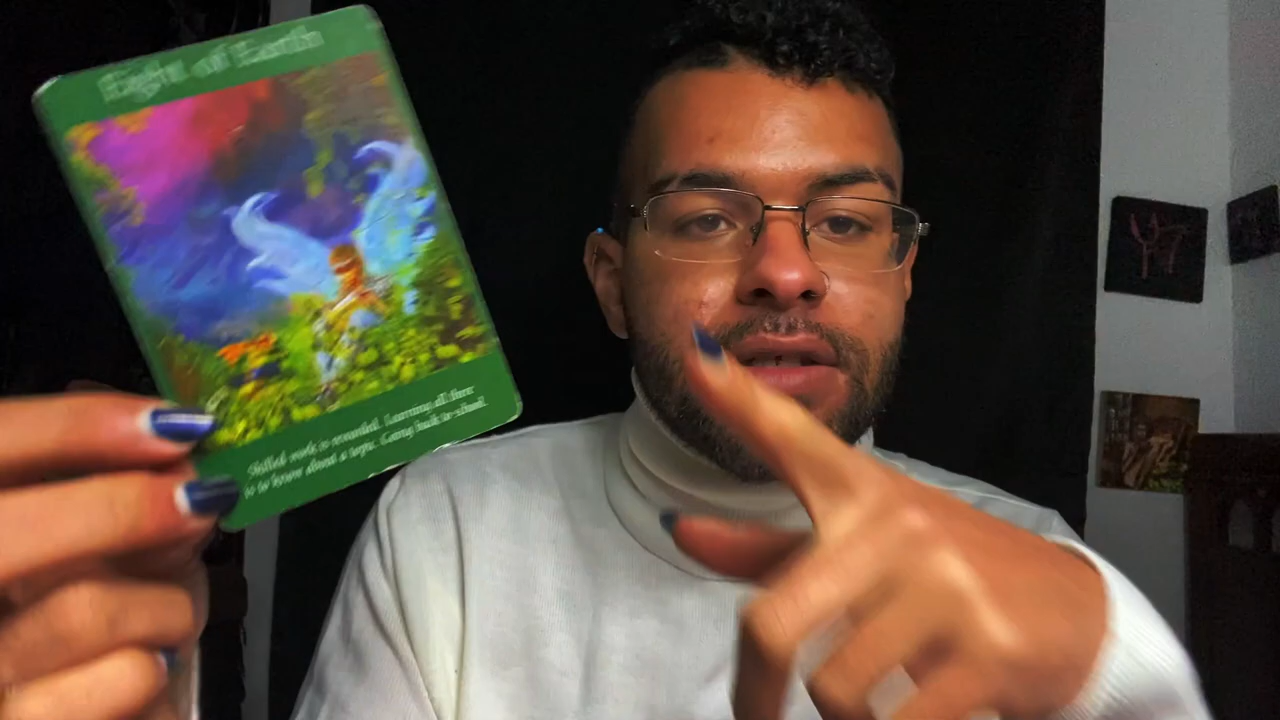 Eight of Earth
Skilled work is rewarded. Learning all there
is to know about a topic. Going back to school.